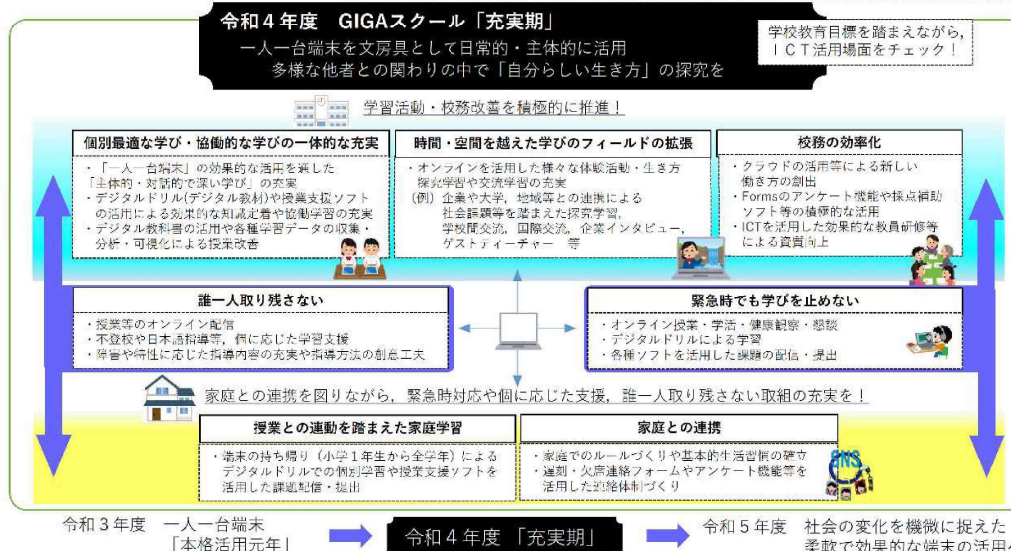 令和４年度　GIGAスクール「充実期」
一人一台端末を文房具として日常的・主体的に活用
多様な他者との関わりの中で「自分らしい生き方」の探究を
学校教育目標を踏まえながら，
ＩＣＴ活用場面をチェック！
学習活動・校務改善を積極的に推進！
個別最適な学び・協働的な学びの一体的な充実
・「一人一台端末」の効果的な活用を通した
「主体的・対話的で深い学び」の充実
・デジタルドリル(デジタル教材)や授業支援ソフト
の活用による効果的な知識定着や協働学習の充実
・デジタル教科書の活用や各種学習データの収集・
分析・可視化による授業改善
時間・空間を越えた学びのフィールドの拡張
・オンラインを活用した様々な体験活動・生き方
探究学習や交流学習の充実
（例）企業や大学，地域等との連携による
社会課題等を踏まえた探究学習，
学校間交流，国際交流，企業インタビュー，
ゲストティーチャー　等
校務の効率化
・クラウドの活用等による新しい
働き方の創出
・Formsのアンケート機能や採点補助
ソフト等の積極的な活用
・ICTを活用した効果的な教員研修等
による資質向上
誰一人取り残さない
・授業等のオンライン配信
・不登校や日本語指導等，個に応じた学習支援
・障害や特性に応じた指導内容の充実や指導方法の創意工夫
緊急時でも学びを止めない
・オンライン授業・学活・健康観察・懇談
・デジタルドリルによる学習
・各種ソフトを活用した課題の配信・提出
家庭との連携を図りながら，緊急時対応や個に応じた支援，誰一人取り残さない取組の充実を！
授業との連動を踏まえた家庭学習
・端末の持ち帰り（小学１年生から全学年）による
デジタルドリルでの個別学習や授業支援ソフトを
活用した課題配信・提出
家庭との連携
・家庭でのルールづくりや基本的生活習慣の確立
・遅刻・欠席連絡フォームやアンケート機能等を
活用した連絡体制づくり
SNS
令和３年度　一人一台端末
「本格活用元年」
令和４年度　「充実期」
令和５年度　社会の変化を機微に捉えた
柔軟で効果的な端末の活用